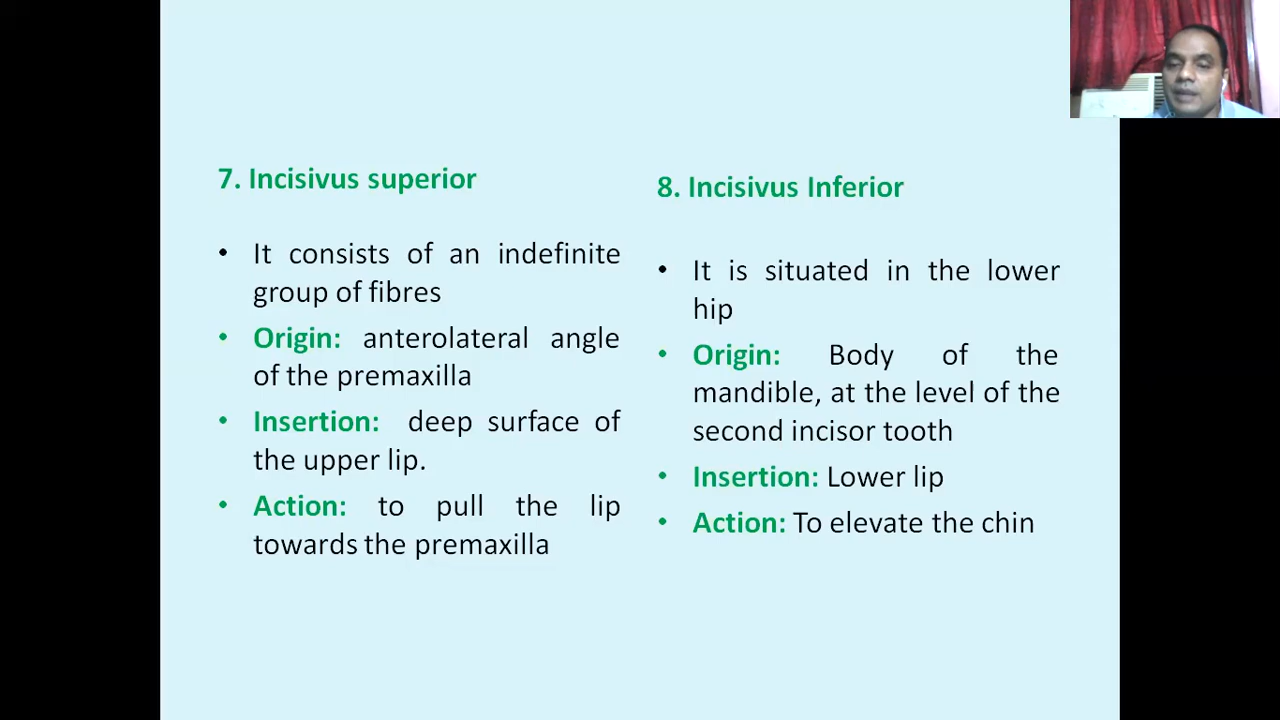 7. Incisivus superior
• It consists of an indefinite
group of fibres
• Origin: anterolateral angle
of the premaxilla
• Insertion: deep surface of
the upper lip.
• Action: to pull the lip
towards the premaxilla
8. Incisivus Inferior
• It is situated in the lower
hip
• Origin: Body of the
mandible, at the level of the
second incisor tooth
• Insertion: Lower lip
• Action: To elevate the chin